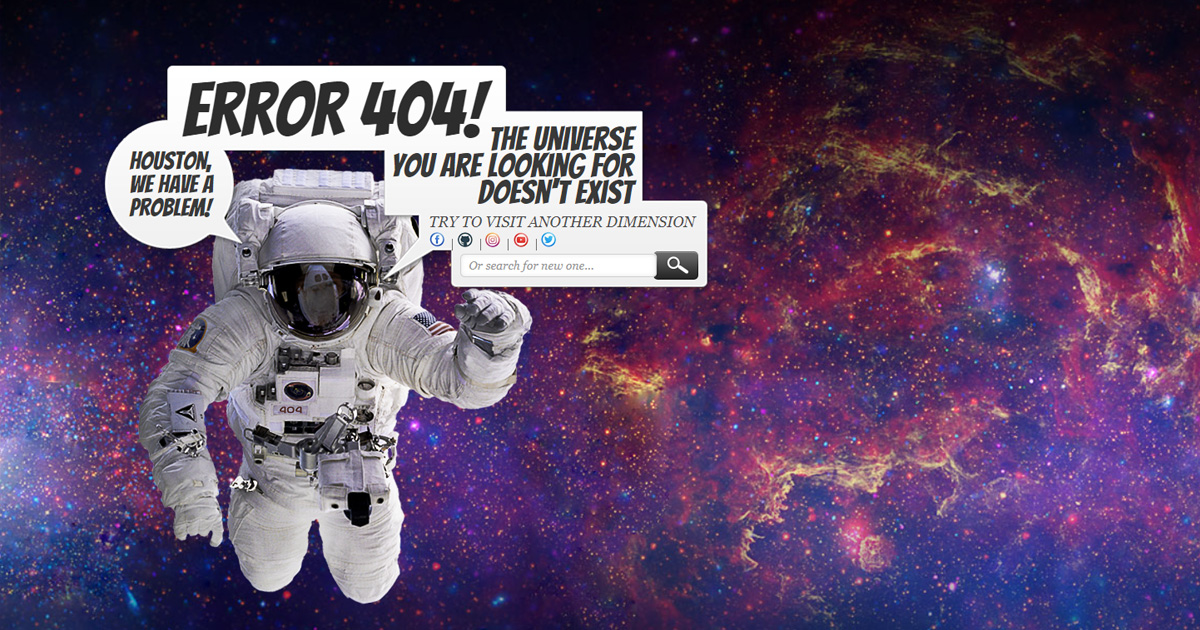 ERROR 404!
HOUSTON,
WE HAVE A
PROBLEM!
THE UNIVERSE
YOU ARE LOOKING FOR
DOESN'T EXIST
TRY TO VISIT ANOTHER DIMENSION
Or search for new one...
404